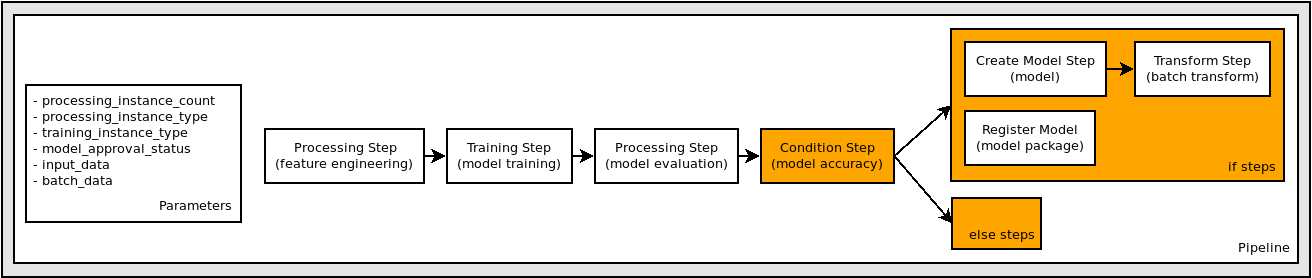 - processing_instance_count
- processing_instance_type
- training_instance_type
- model_approval_status
- input_data
- batch_data
Parameters
Processing Step
(feature engineering)
Training Step
(model training)
Processing Step
(model evaluation)
Condition Step
(model accuracy)
Create Model Step
(model)
Transform Step
(batch transform)
Register Model
(model package)
if steps
else steps
Pipeline